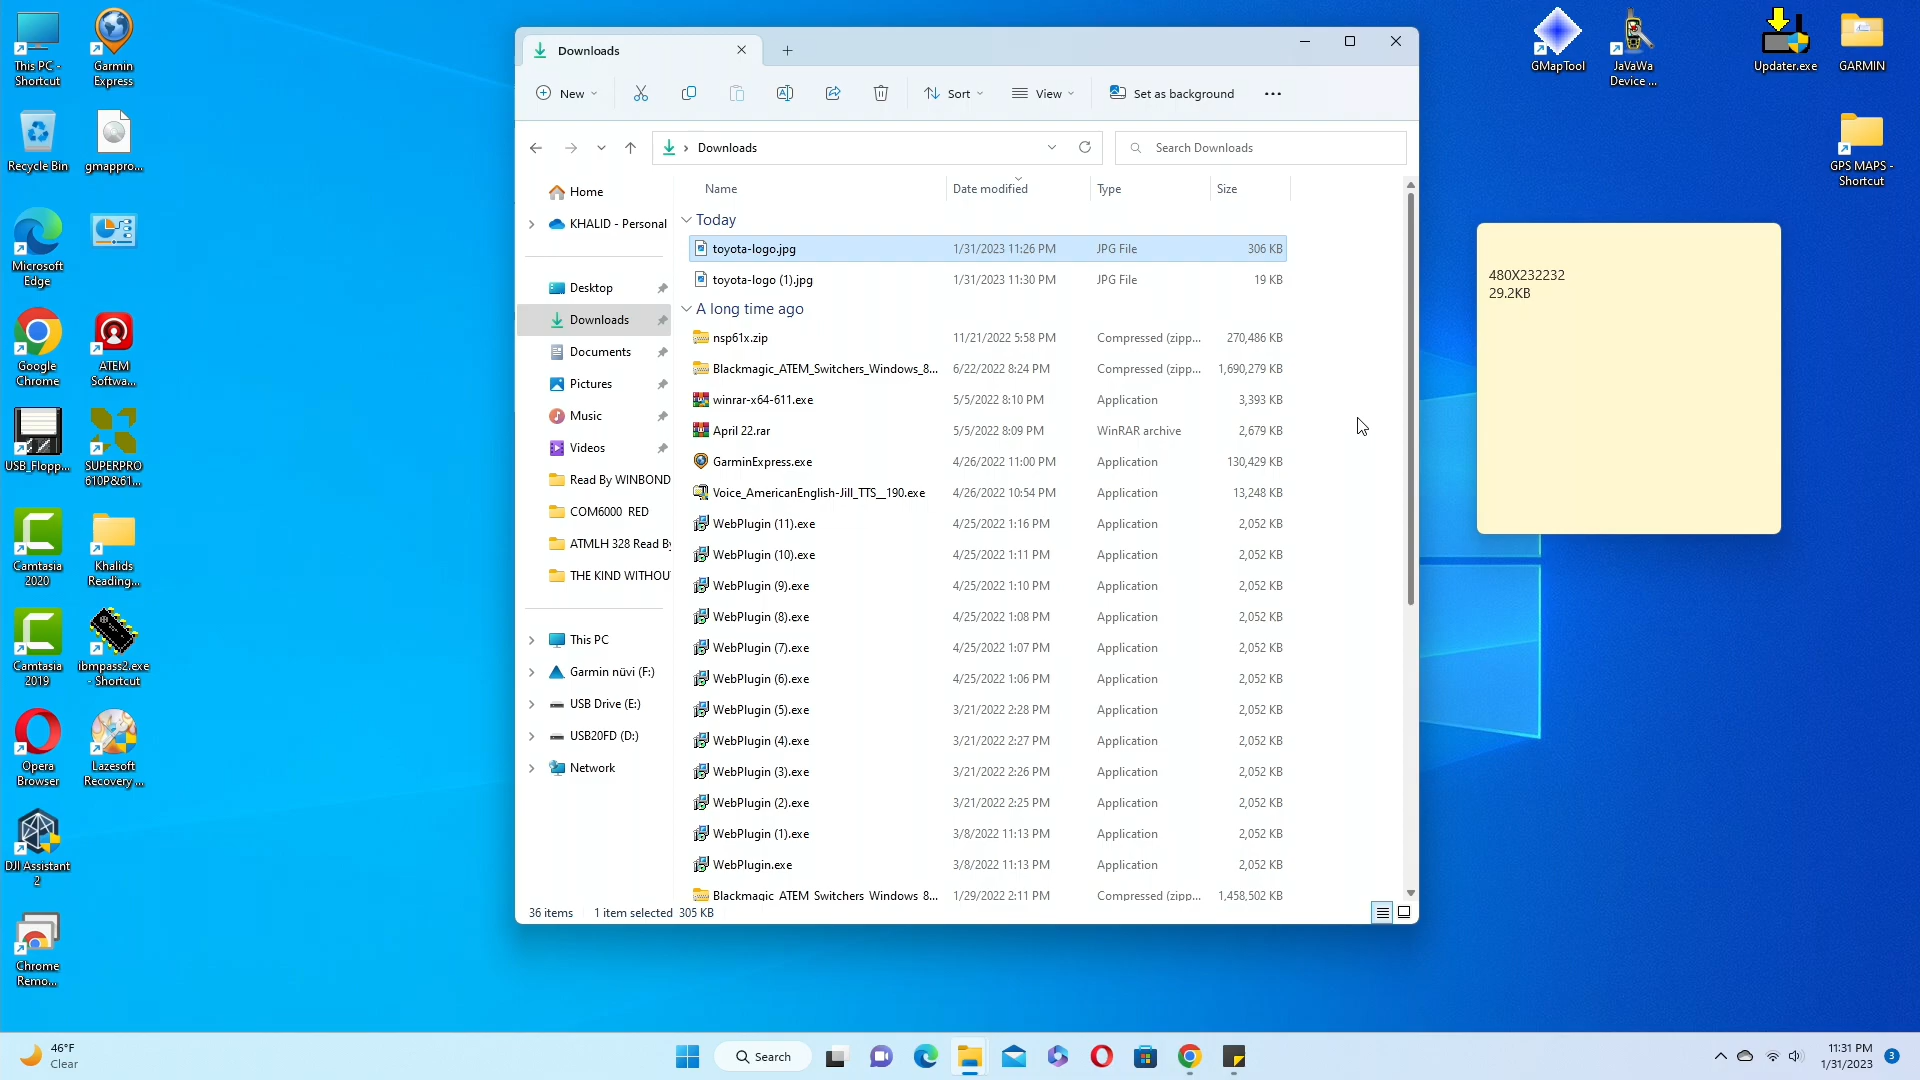 This PC -
Shortcut
Garmin
Express
Recycle Bin
gmappro...
Microsoft
Edge
Google
Chrome
ATEM
Softwa...
USB_Flopp...
SUPERPRO
610P&61...
Camtasia
2020
Khalids
Reading...
Camtasia
2019
ibmpass2.exe
- Shortcut
Opera
Browser
Lazesoft
Recovery ...
DJI Assistant
2
Chrome
Remo...
Downloads
New
Sort
View
Set as background
Downloads
Search Downloads
Home
KHALID - Personal
Desktop
Downloads
Documents
Pictures
Music
Videos
Read By WINBOND
COM6000 RED
ATMLH 328 Read By
THE KIND WITHOU
This PC
Garmin nüvi (F:)
USB Drive (E:)
USB20FD (D:)
Network
Name Date modified Type Size
Today
toyota-logo.jpg 1/31/2023 11:26 PM JPG File 306 KB
toyota-logo (1).jpg 1/31/2023 11:30 PM JPG File 19 KB
A long time ago
nsp61x.zip 11/21/2022 5:58 PM Compressed (zipp... 270,486 KB
Blackmagic_ATEM_Switchers_Windows_8... 6/22/2022 8:24 PM Compressed (zipp... 1,690,279 KB
winrar-x64-611.exe 5/5/2022 8:10 PM Application 3,393 KB
April 22.rar 5/5/2022 8:09 PM WinRAR archive 2,679 KB
GarminExpress.exe 4/26/2022 11:00 PM Application 130,429 KB
Voice_AmericanEnglish-Jill_TTS__190.exe 4/26/2022 10:54 PM Application 13,248 KB
WebPlugin (11).exe 4/25/2022 1:16 PM Application 2,052 KB
WebPlugin (10).exe 4/25/2022 1:11 PM Application 2,052 KB
WebPlugin (9).exe 4/25/2022 1:10 PM Application 2,052 KB
WebPlugin (8).exe 4/25/2022 1:08 PM Application 2,052 KB
WebPlugin (7).exe 4/25/2022 1:07 PM Application 2,052 KB
WebPlugin (6).exe 4/25/2022 1:06 PM Application 2,052 KB
WebPlugin (5).exe 3/21/2022 2:28 PM Application 2,052 KB
WebPlugin (4).exe 3/21/2022 2:27 PM Application 2,052 KB
WebPlugin (3).exe 3/21/2022 2:26 PM Application 2,052 KB
WebPlugin (2).exe 3/21/2022 2:25 PM Application 2,052 KB
WebPlugin (1).exe 3/8/2022 11:13 PM Application 2,052 KB
WebPlugin.exe 3/8/2022 11:13 PM Application 2,052 KB
Blackmagic_ATEM_Switchers_Windows_8... 1/29/2022 2:11 PM Compressed (zipp... 1,458,502 KB
36 items 1 item selected 305 KB
GMapTool
JaVaWa
Device ...
Updater.exe
GARMIN
GPS MAPS -
Shortcut
480X232232
29.2KB
46°F
Clear
Search
11:31 PM
1/31/2023
3